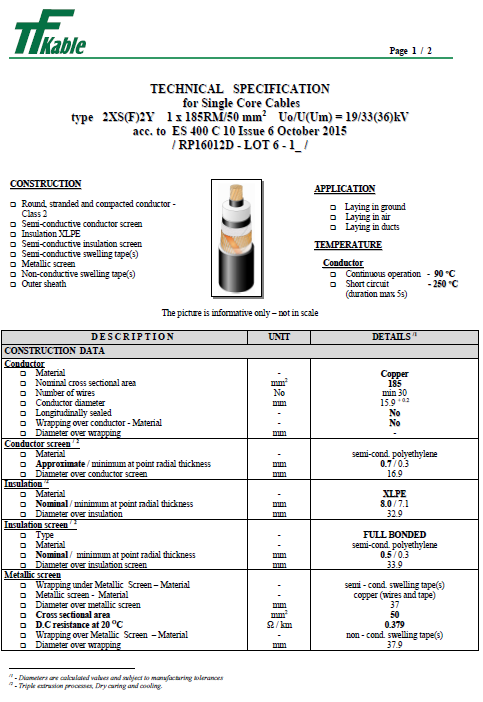 TF Kable
Page 1 / 2
TECHNICAL SPECIFICATION
for Single Core Cables
type 2XS(F)2Y 1 x 185RM/50 mm² Uo/U(Um) = 19/33(36)kV
acc. to ES 400 C 10 Issue 6 October 2015
/ RP16012D - LOT 6 - 1_ /
CONSTRUCTION
❑ Round, stranded and compacted conductor -
Class 2
❑ Semi-conductive conductor screen
❑ Insulation XLPE
❑ Semi-conductive insulation screen
❑ Semi-conductive swelling tape(s)
❑ Metallic screen
❑ Non-conductive swelling tape(s)
❑ Outer sheath
APPLICATION
❑ Laying in ground
❑ Laying in air
❑ Laying in ducts
TEMPERATURE
Conductor
❑ Continuous operation - 90 °C
❑ Short circuit - 250 °C
(duration max 5s)
The picture is informative only – not in scale
DESCRIPTION UNIT DETAILS /1
CONSTRUCTION DATA
Conductor
❑ Material - Copper
❑ Nominal cross sectional area mm² 185
❑ Number of wires No min 30
❑ Conductor diameter mm 15.9 ± 0.2
❑ Longitudinally sealed - No
❑ Wrapping over conductor - Material - No
❑ Diameter over wrapping mm -
Conductor screen /2
❑ Material - semi-cond. polyethylene
❑ Approximate / minimum at point radial thickness mm 0.7 / 0.3
❑ Diameter over conductor screen mm 16.9
Insulation /2
❑ Material - XLPE
❑ Nominal / minimum at point radial thickness mm 8.0 / 7.1
❑ Diameter over insulation mm 32.9
Insulation screen /2
❑ Type - FULL BONDED
❑ Material - semi-cond. polyethylene
❑ Nominal / minimum at point radial thickness mm 0.5 / 0.3
❑ Diameter over insulation screen mm 33.9
Metallic screen
❑ Wrapping under Metallic Screen – Material - semi - cond. swelling tape(s)
❑ Metallic screen - Material - copper (wires and tape)
❑ Diameter over metallic screen mm 37
❑ Cross sectional area mm² 50
❑ D.C resistance at 20 °C Ω / km 0.379
❑ Wrapping over Metallic Screen – Material - non - cond. swelling tape(s)
❑ Diameter over wrapping mm 37.9
/1 - Diameters are calculated values and subject to manufacturing tolerances
/2 - Triple extrusion processes, Dry curing and cooling.